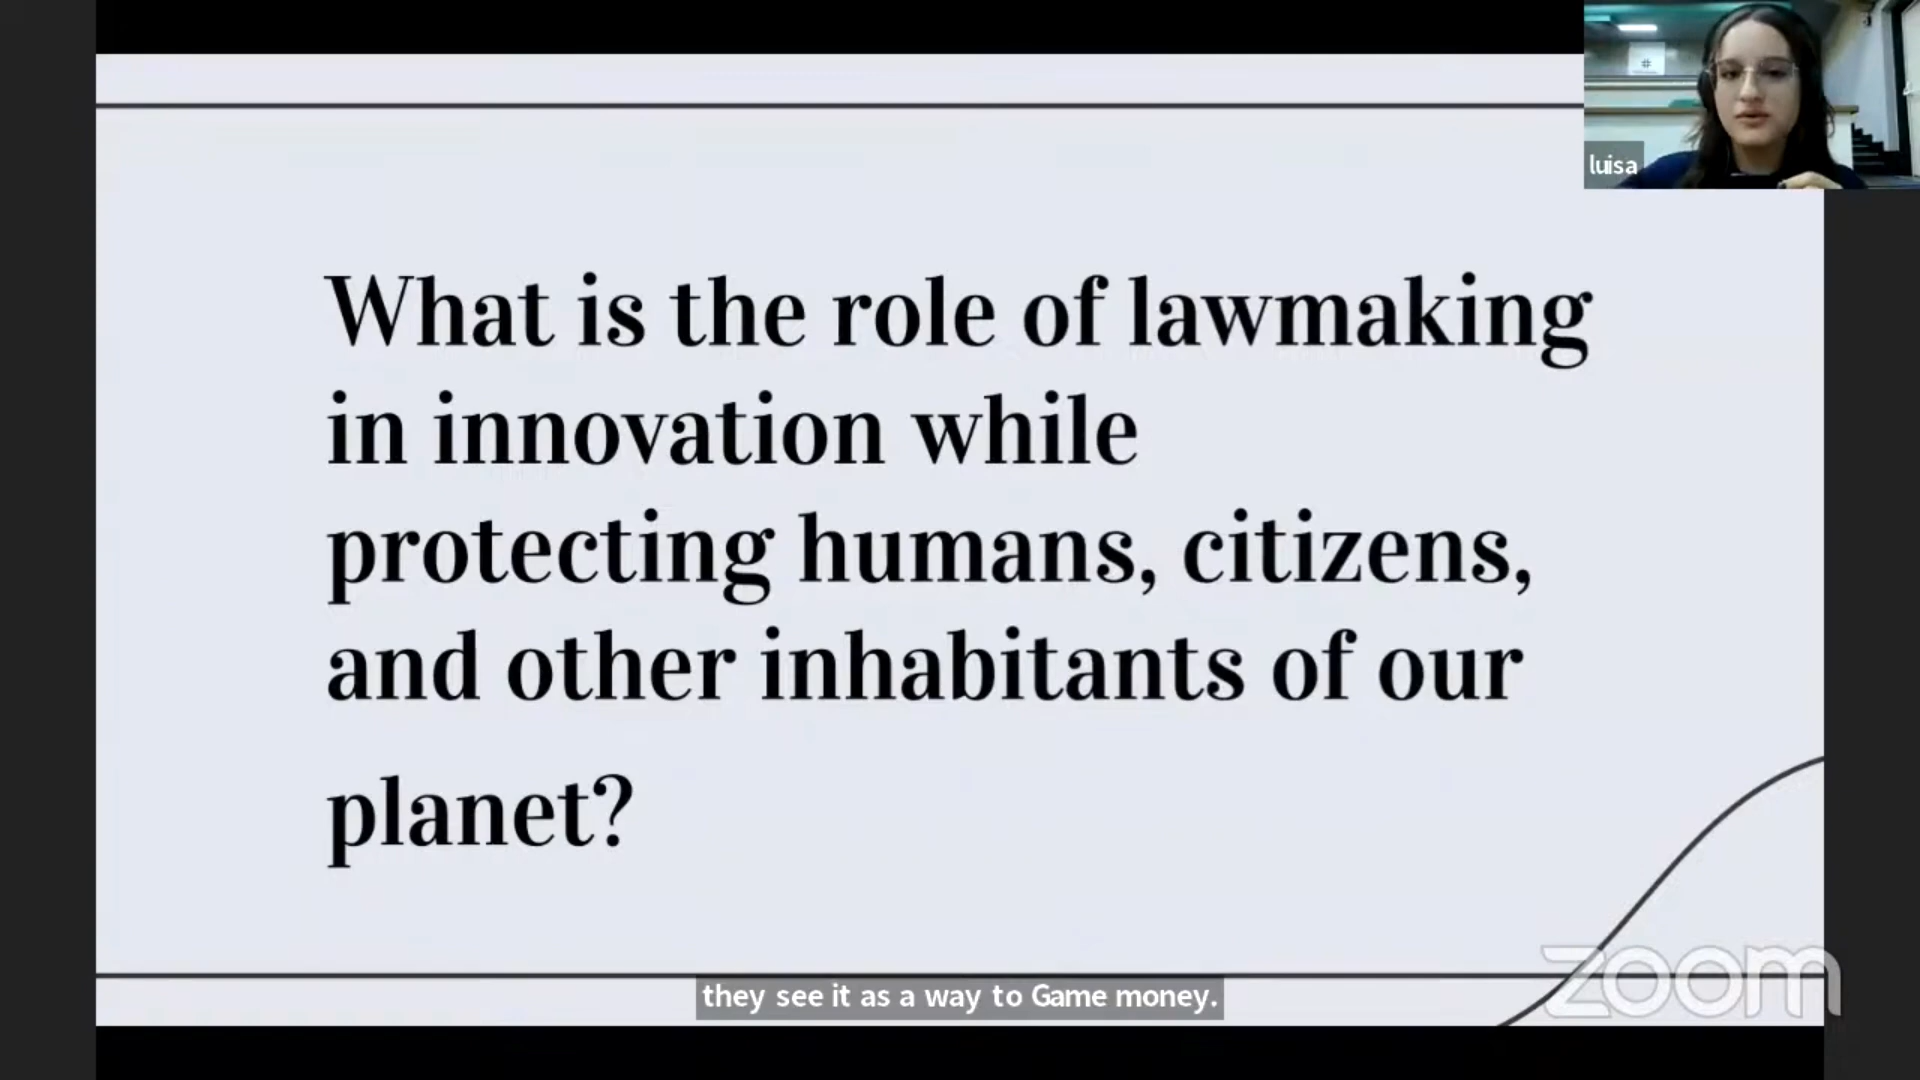 luisa
What is the role of lawmaking
in innovation while
protecting humans, citizens,
and other inhabitants of our
planet?
they see it as a way to Game money.
zoom